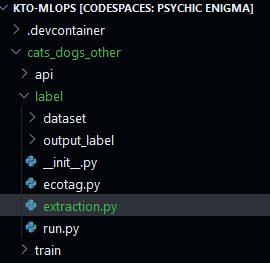 KTO-MLOPS [CODESPACES: PSYCHIC ENIGMA]
.devcontainer
cats_dogs_other
api
label
dataset
output_label
__init__.py
ecotag.py
extraction.py
run.py
train